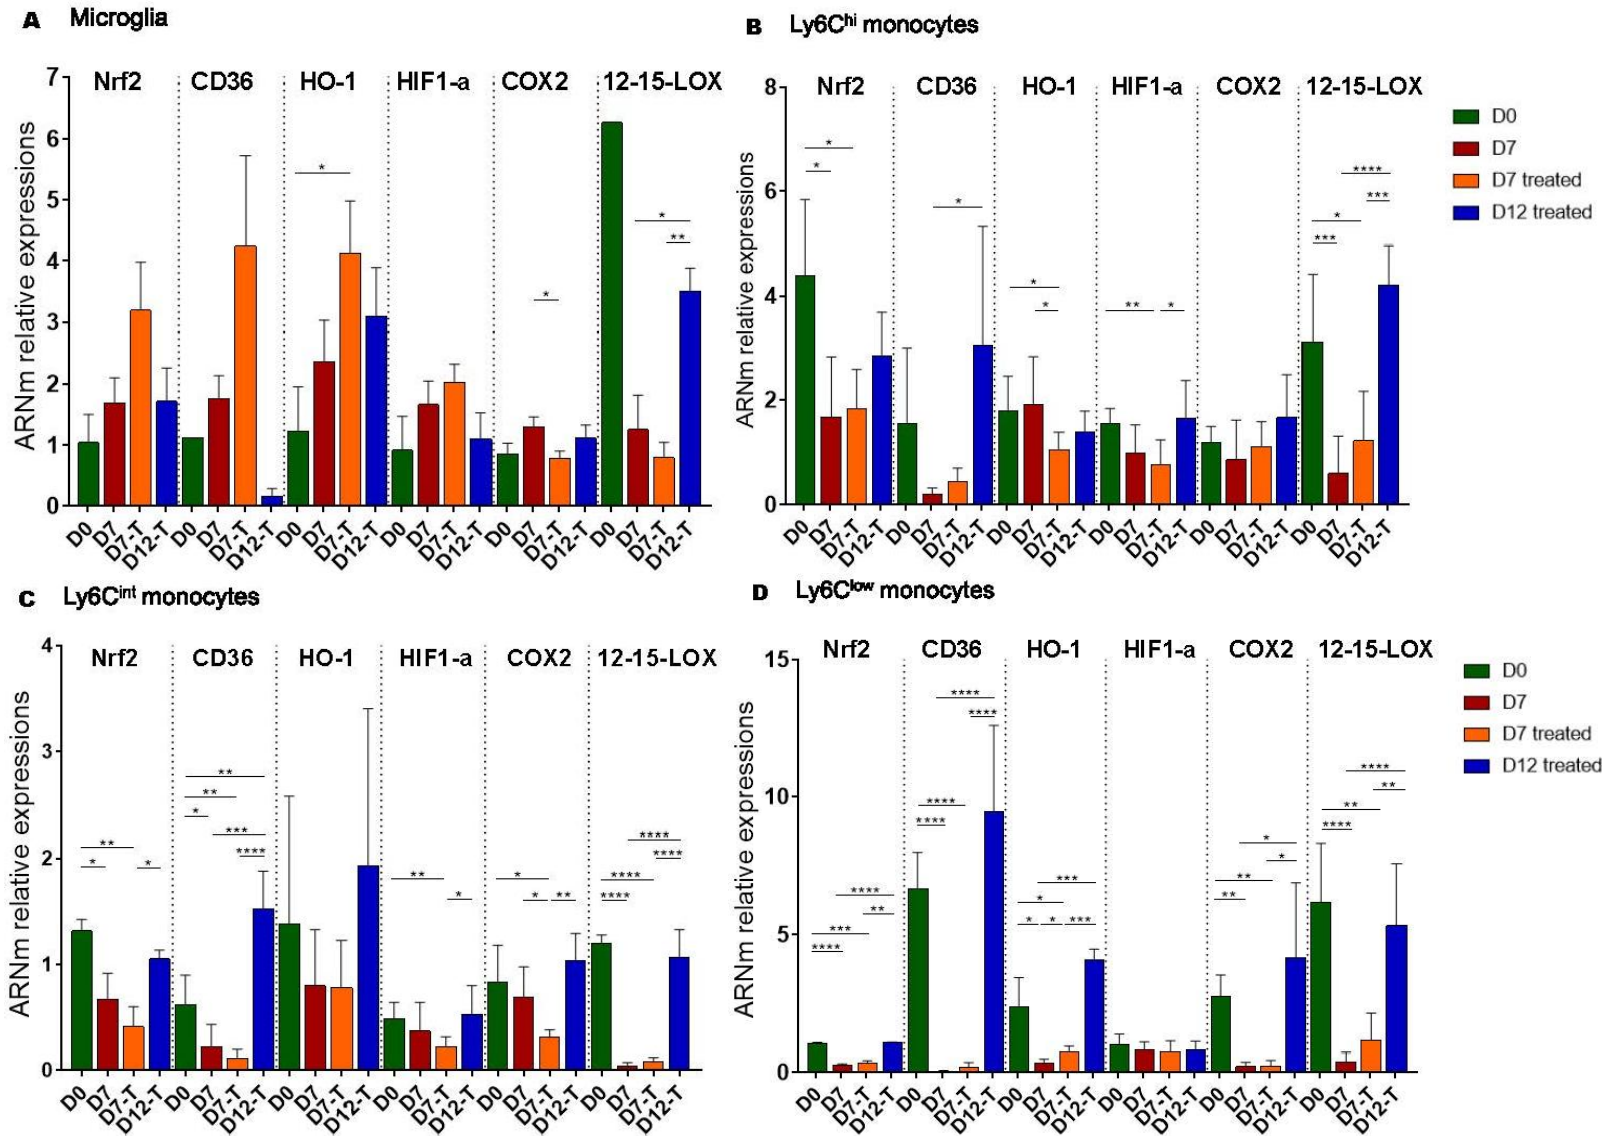 A Microglia
Nrf2 CD36 HO-1 HIF1-a COX2 12-15-LOX
ARNm relative expressions
7
6
5
4
3
2
1
0
* * * **
D0 D7 D7-T D12-T D0 D7 D7-T D12-T D0 D7 D7-T D12-T D0 D7 D7-T D12-T D0 D7 D7-T D12-T D0 D7 D7-T D12-T
B Ly6Chi monocytes
Nrf2 CD36 HO-1 HIF1-a COX2 12-15-LOX
ARNm relative expressions
8
6
4
2
0
* * * * * ** * * *** **** ***
D0 D7 D7-T D12-T D0 D7 D7-T D12-T D0 D7 D7-T D12-T D0 D7 D7-T D12-T D0 D7 D7-T D12-T D0 D7 D7-T D12-T
D0
D7
D7 treated
D12 treated
C Ly6Cint monocytes
Nrf2 CD36 HO-1 HIF1-a COX2 12-15-LOX
ARNm relative expressions
4
3
2
1
0
** * * ** ** * *** **** ** * * * ** **** **** **** ****
D0 D7 D7-T D12-T D0 D7 D7-T D12-T D0 D7 D7-T D12-T D0 D7 D7-T D12-T D0 D7 D7-T D12-T D0 D7 D7-T D12-T
D Ly6Clow monocytes
Nrf2 CD36 HO-1 HIF1-a COX2 12-15-LOX
ARNm relative expressions
15
10
5
0
*** **** **** ** **** **** **** **** *** * * * *** * * ** ** **** ** ** ****
D0 D7 D7-T D12-T D0 D7 D7-T D12-T D0 D7 D7-T D12-T D0 D7 D7-T D12-T D0 D7 D7-T D12-T D0 D7 D7-T D12-T
D0
D7
D7 treated
D12 treated